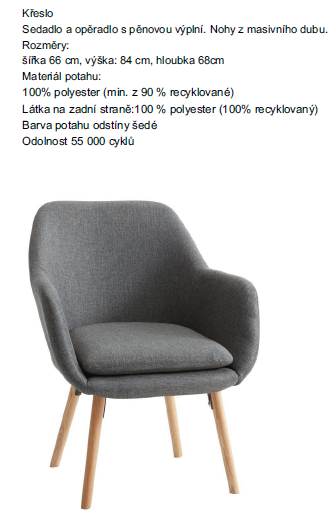 Křeslo
Sedadlo a opěradlo s pěnovou výplní. Nohy z masivního dubu.
Rozměry:
šířka 66 cm, výška: 84 cm, hloubka 68cm
Materiál potahu:
100% polyester (min. z 90 % recyklované)
Látka na zadní straně:100 % polyester (100% recyklovaný)
Barva potahu odstíny šedé
Odolnost 55 000 cyklů